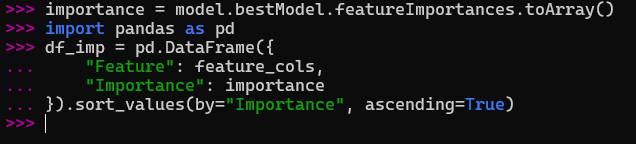 >>> importance = model.bestModel.featureImportances.toArray()
>>> import pandas as pd
>>> df_imp = pd.DataFrame({
...     "Feature": feature_cols,
...     "Importance": importance
... }).sort_values(by="Importance", ascending=True)
>>>